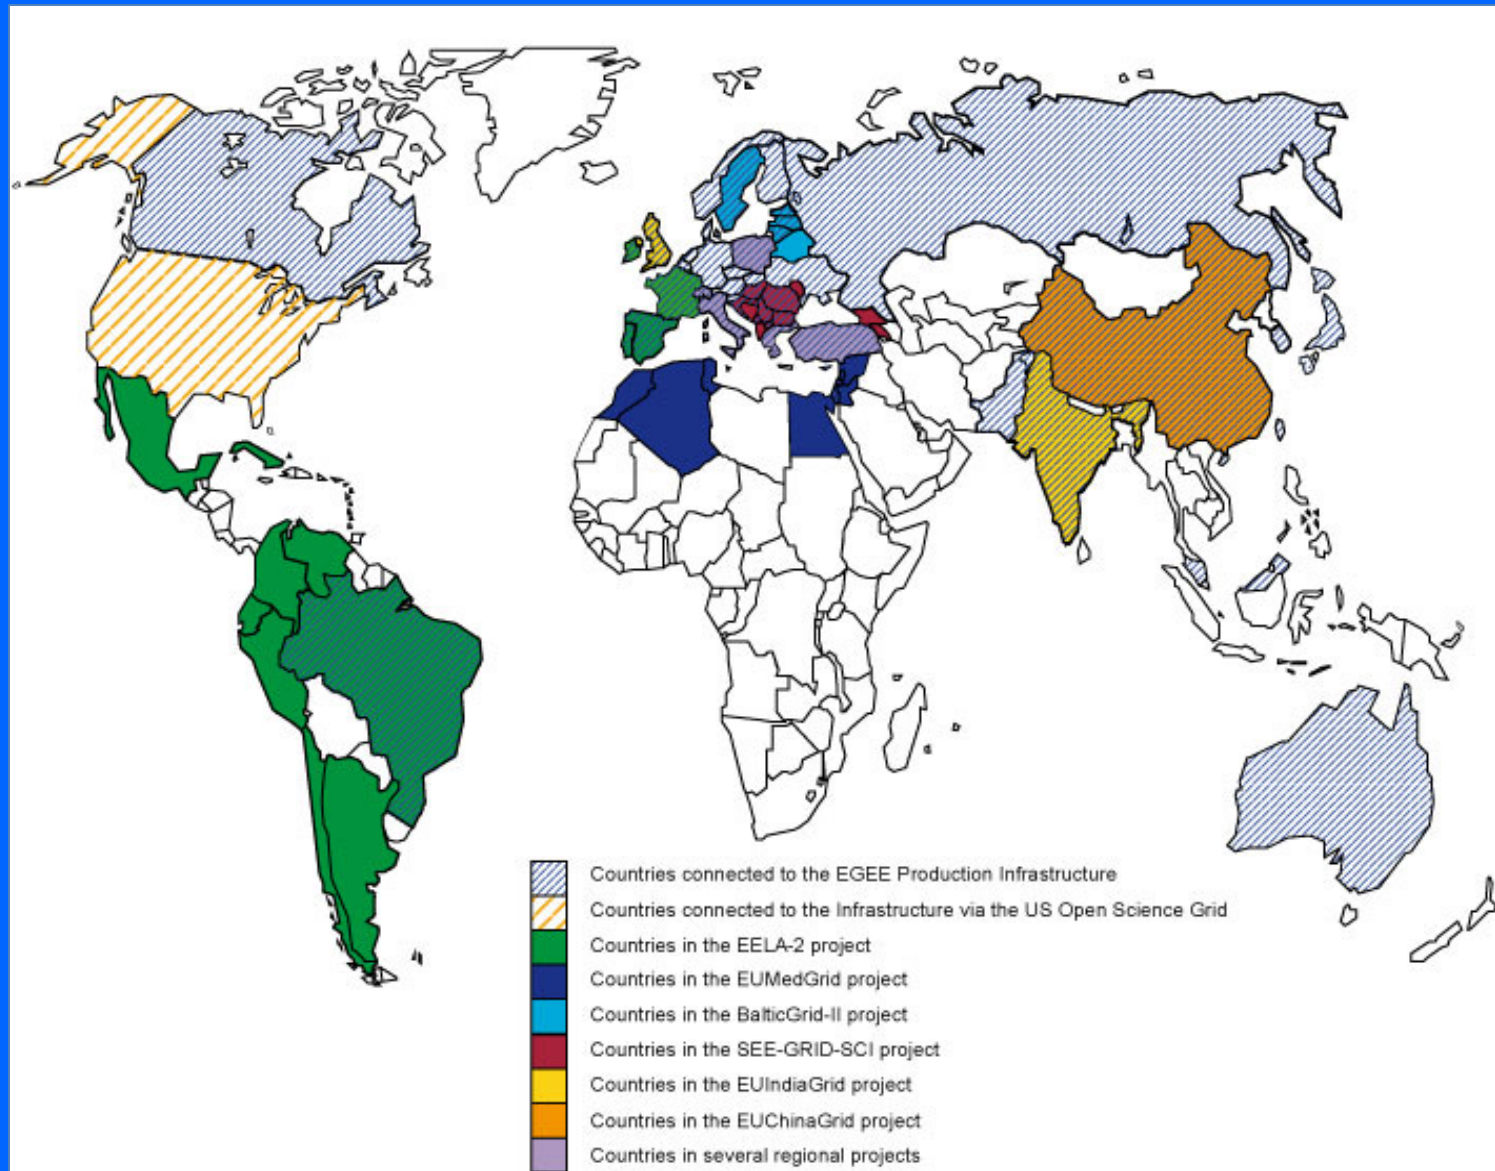 Countries connected to the EGEE Production Infrastructure
Countries connected to the Infrastructure via the US Open Science Grid
Countries in the EELA-2 project
Countries in the EUMedGrid project
Countries in the BalticGrid-II project
Countries in the SEE-GRID-SCI project
Countries in the EUIndiaGrid project
Countries in the EUChinaGrid project
Countries in several regional projects